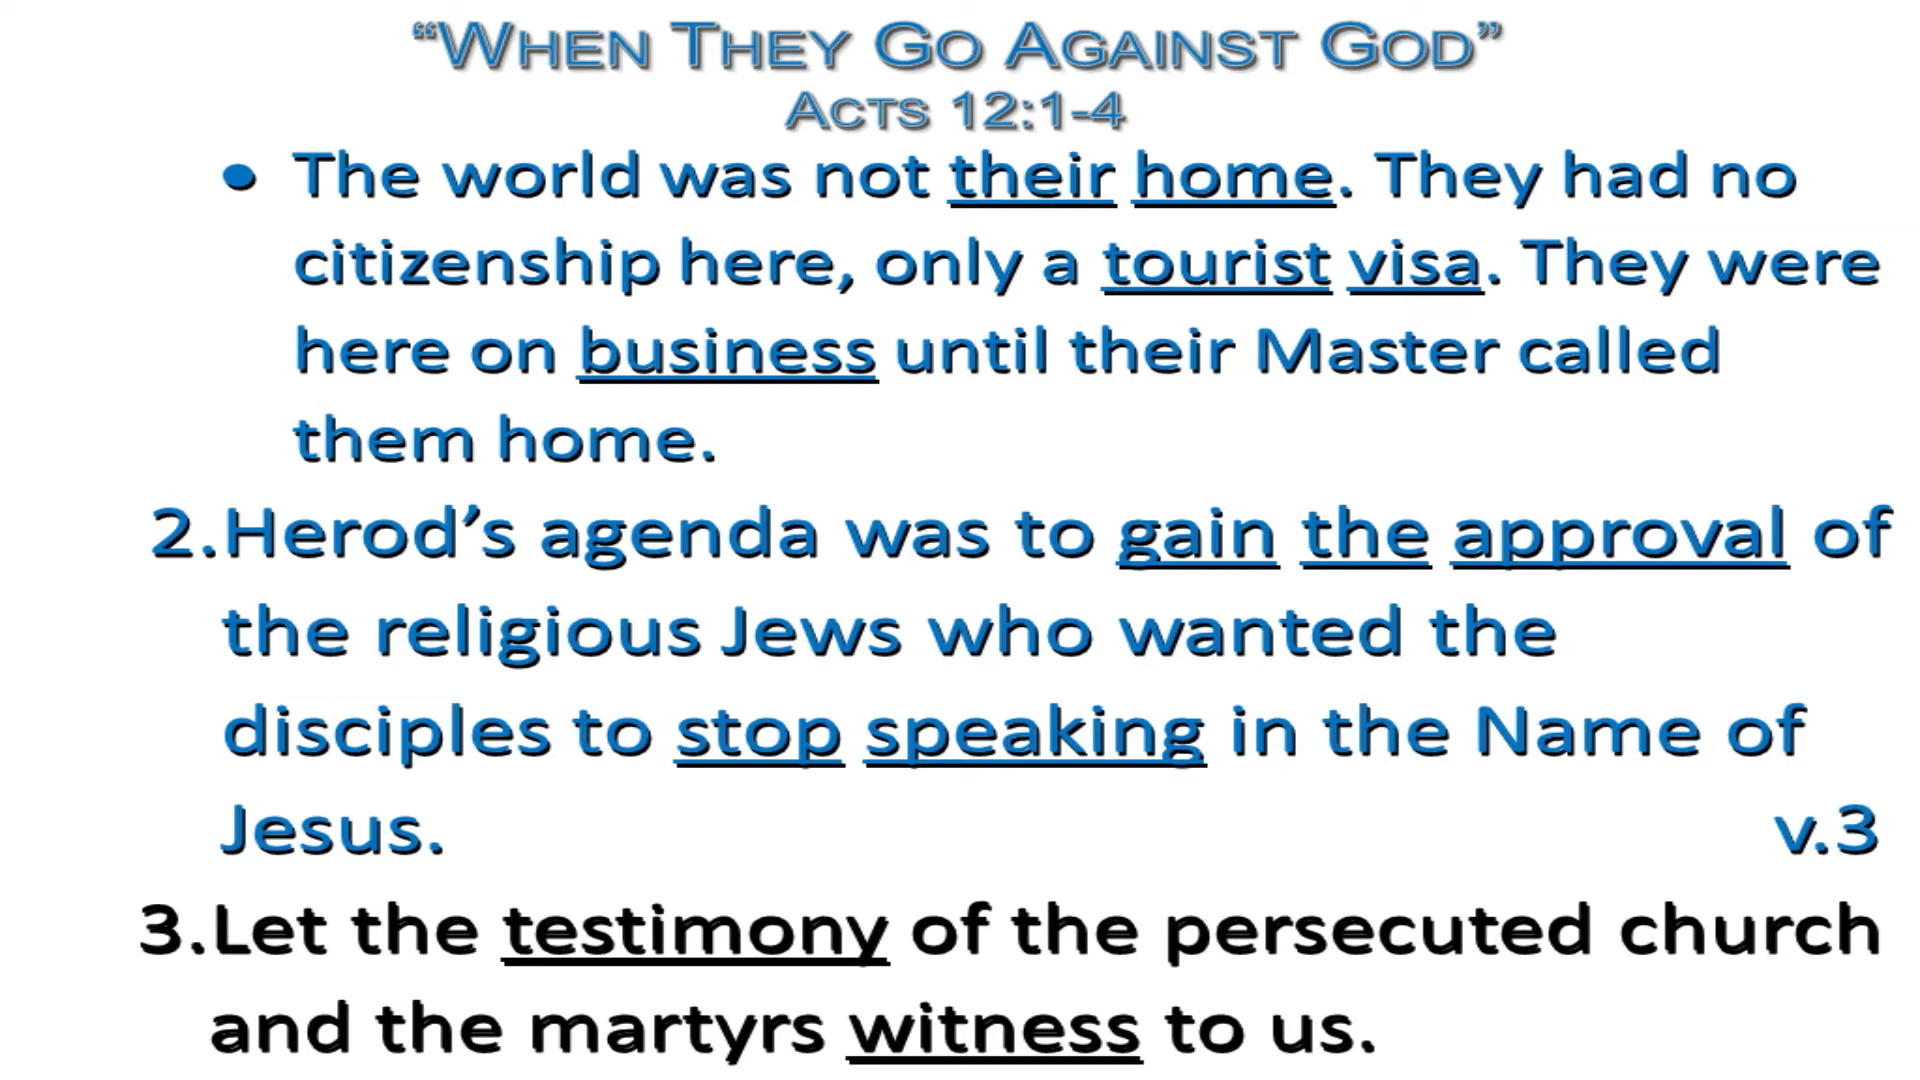 “When They Go Against God”
Acts 12:1-4
• The world was not their home. They had no
citizenship here, only a tourist visa. They were
here on business until their Master called
them home.
2.Herod’s agenda was to gain the approval of
the religious Jews who wanted the
disciples to stop speaking in the Name of
Jesus. v.3
3.Let the testimony of the persecuted church
and the martyrs witness to us.